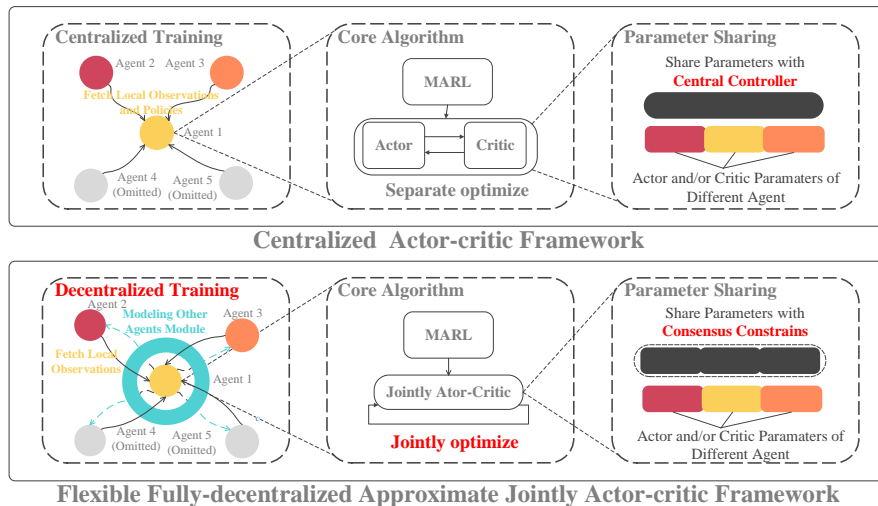 Centralized Training
Agent 2
Agent 3
Fetch Local Observations
and Policies
Agent 1
Agent 4
(Omitted)
Agent 5
(Omitted)
Core Algorithm
MARL
Actor
Critic
Separate optimize
Parameter Sharing
Share Parameters with
Central Controller
Actor and/or Critic Paramaters of
Different Agent
Centralized Actor-critic Framework
Decentralized Training
Agent 2
Modeling Other
Agents Module
Agent 3
Fetch Local
Observations
Agent 1
Agent 4
(Omitted)
Agent 5
(Omitted)
Core Algorithm
MARL
Jointly Ator-Critic
Jointly optimize
Parameter Sharing
Share Parameters with
Consensus Constrains
Actor and/or Critic Paramaters of
Different Agent
Flexible Fully-decentralized Approximate Jointly Actor-critic Framework